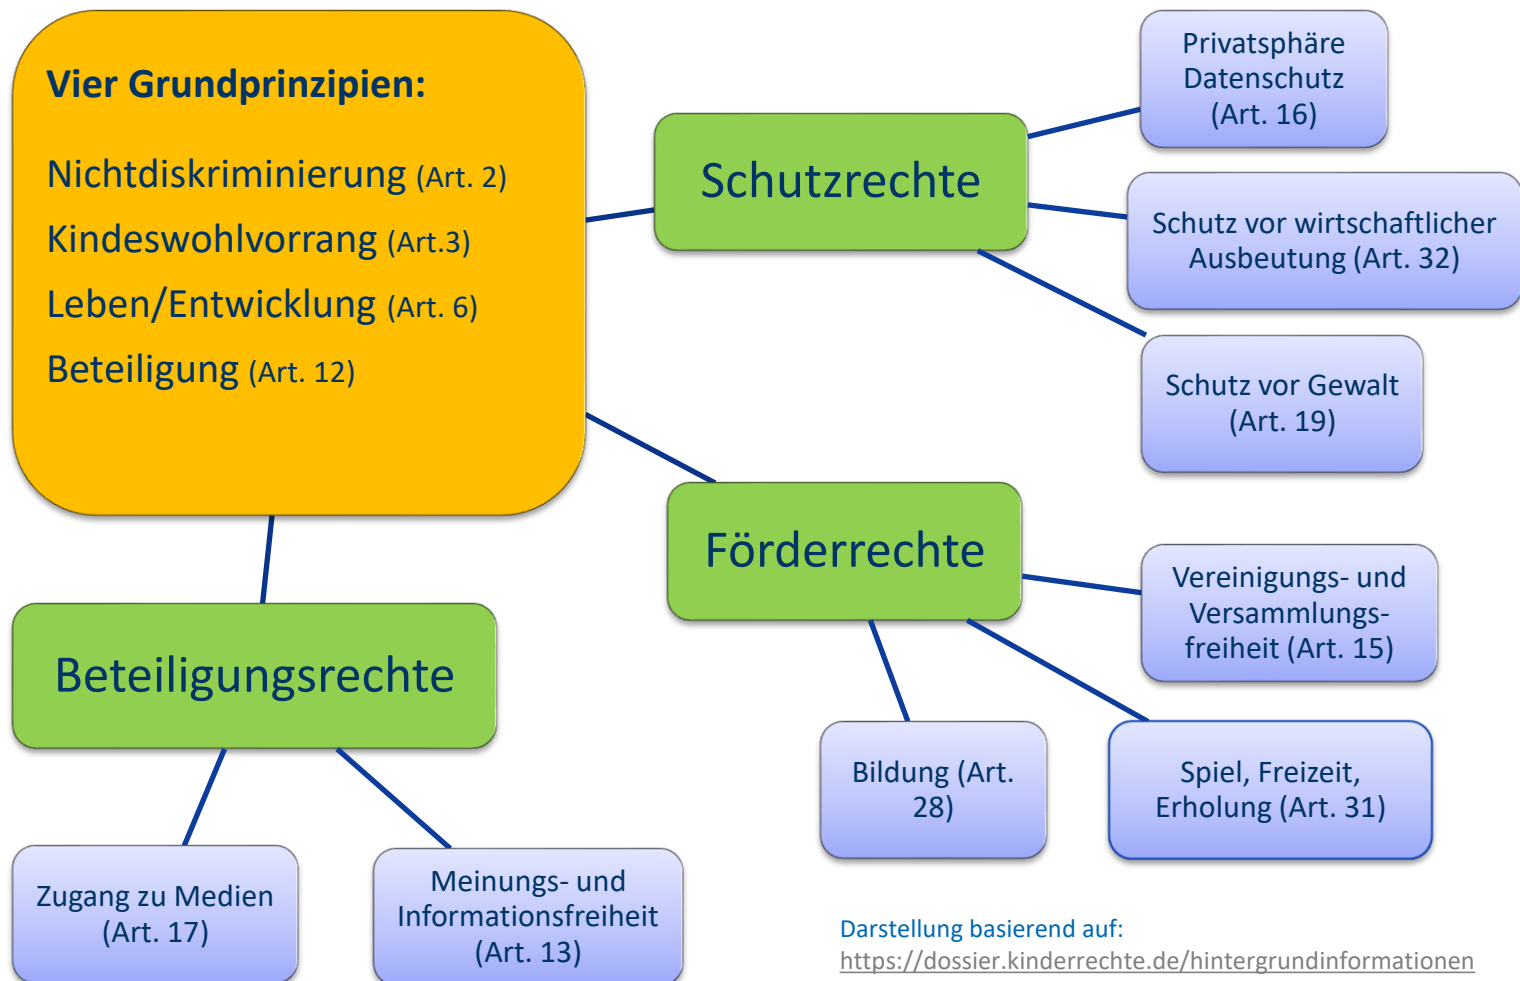 Vier Grundprinzipien:
Nichtdiskriminierung (Art. 2)
Kindeswohlvorrang (Art.3)
Leben/Entwicklung (Art. 6)
Beteiligung (Art. 12)
Schutzrechte
Privatsphäre
Datenschutz
(Art. 16)
Schutz vor wirtschaftlicher
Ausbeutung (Art. 32)
Schutz vor Gewalt
(Art. 19)
Förderrechte
Vereinigungs- und
Versammlungs-
freiheit (Art. 15)
Bildung (Art.
28)
Spiel, Freizeit,
Erholung (Art. 31)
Beteiligungsrechte
Zugang zu Medien
(Art. 17)
Meinungs- und
Informationsfreiheit
(Art. 13)
Darstellung basierend auf:
https://dossier.kinderrechte.de/hintergrundinformationen